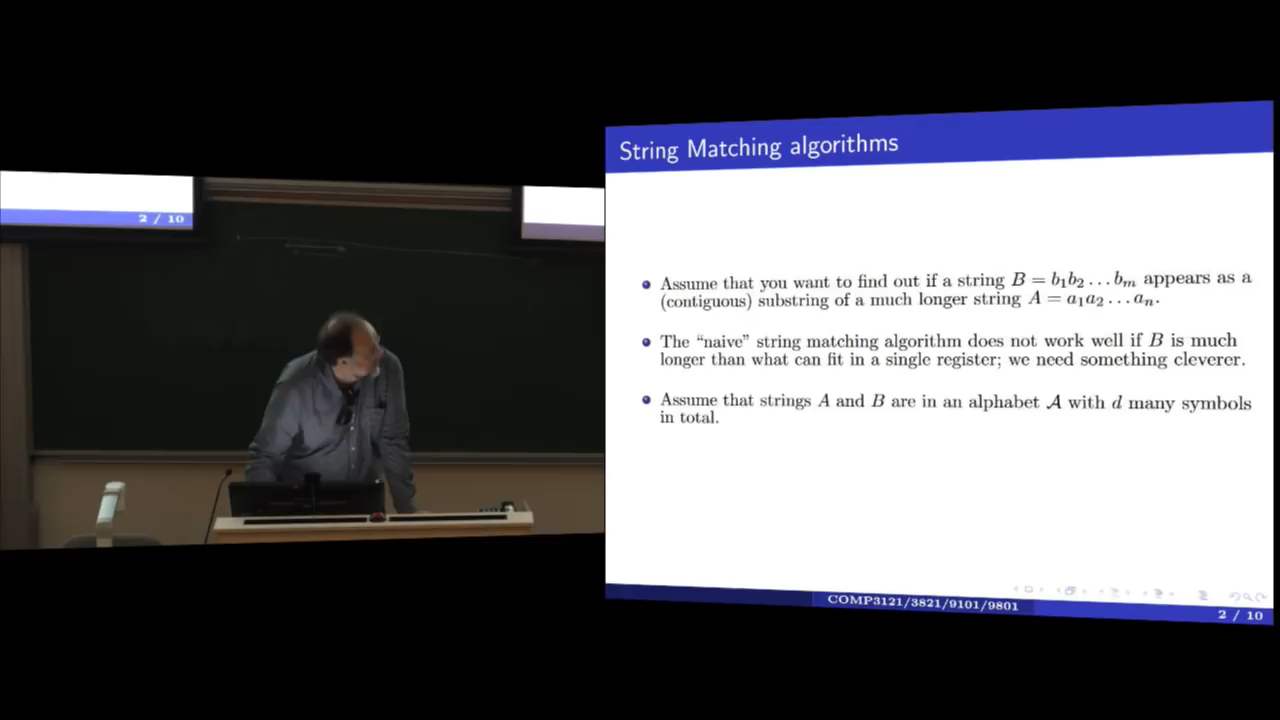 2 / 10
String Matching algorithms
Assume that you want to find out if a string B = b₁b₂ . . . bₘ appears as a
(contiguous) substring of a much longer string A = a₁a₂ . . . aₙ.
The “naive” string matching algorithm does not work well if B is much
longer than what can fit in a single register; we need something cleverer.
Assume that strings A and B are in an alphabet 𝒜 with d many symbols
in total.
COMP3121/3821/9101/9801
2 / 10